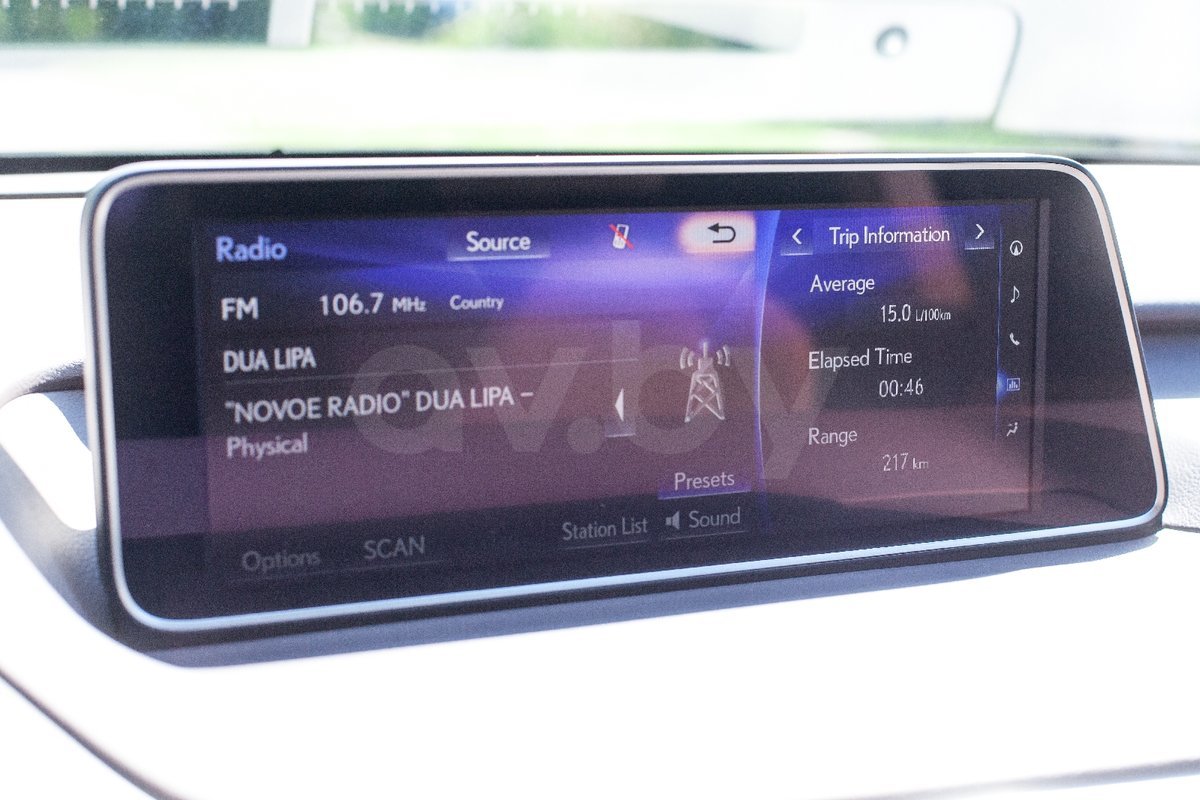 Radio
Source
FM 106.7 MHz Country
DUA LIPA
"NOVOE RADIO" DUA LIPA –
Physical
Presets
Options
SCAN
Station List
Sound
Trip Information
Average
15.0 L/100km
Elapsed Time
00:46
Range
217 km
av.by